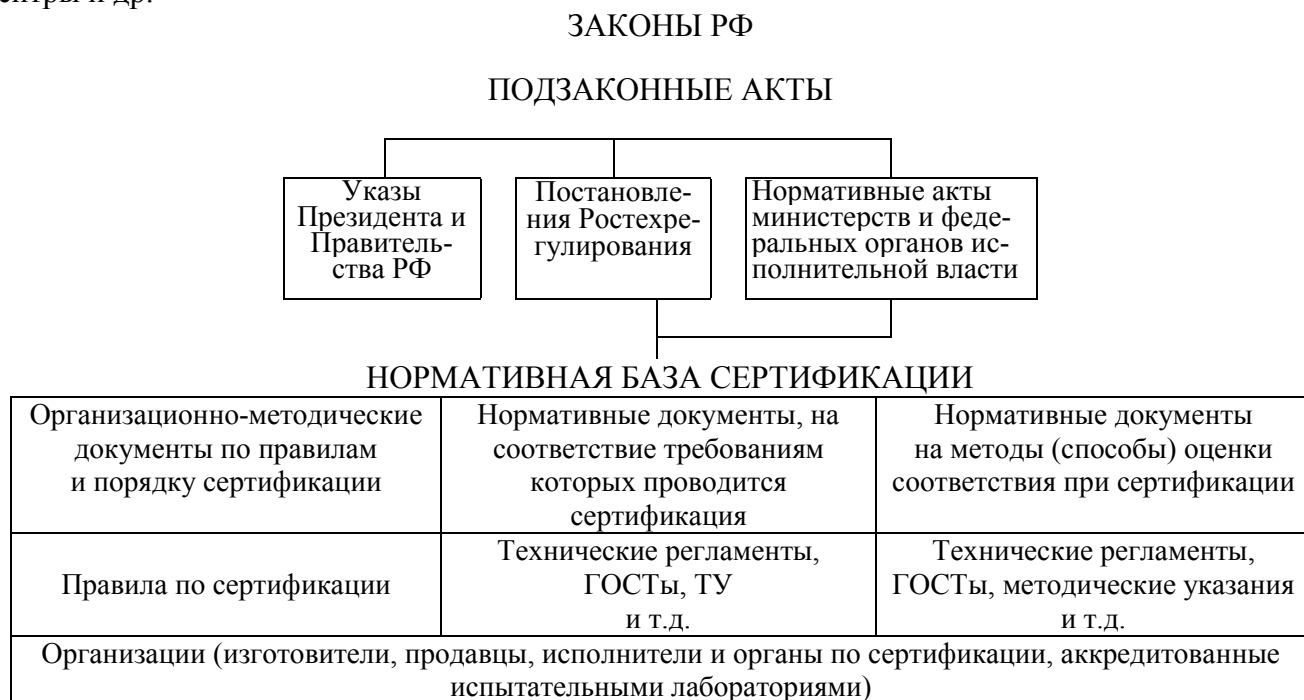 ентры и др.
ЗАКОНЫ РФ
ПОДЗАКОННЫЕ АКТЫ
Указы
Президента и
Правитель-
ства РФ
Постановле-
ния Ростехре-
гулирования
Нормативные акты
министерств и феде-
ральных органов ис-
полнительной власти
НОРМАТИВНАЯ БАЗА СЕРТИФИКАЦИИ
Организационно-методические
документы по правилам
и порядку сертификации
Нормативные документы, на
соответствие требованиям
которых проводится
сертификация
Нормативные документы
на методы (способы) оценки
соответствия при сертификации
Правила по сертификации
Технические регламенты,
ГОСТы, ТУ
и т.д.
Технические регламенты,
ГОСТы, методические указания
и т.д.
Организации (изготовители, продавцы, исполнители и органы по сертификации, аккредитованные
испытательными лабораториями)